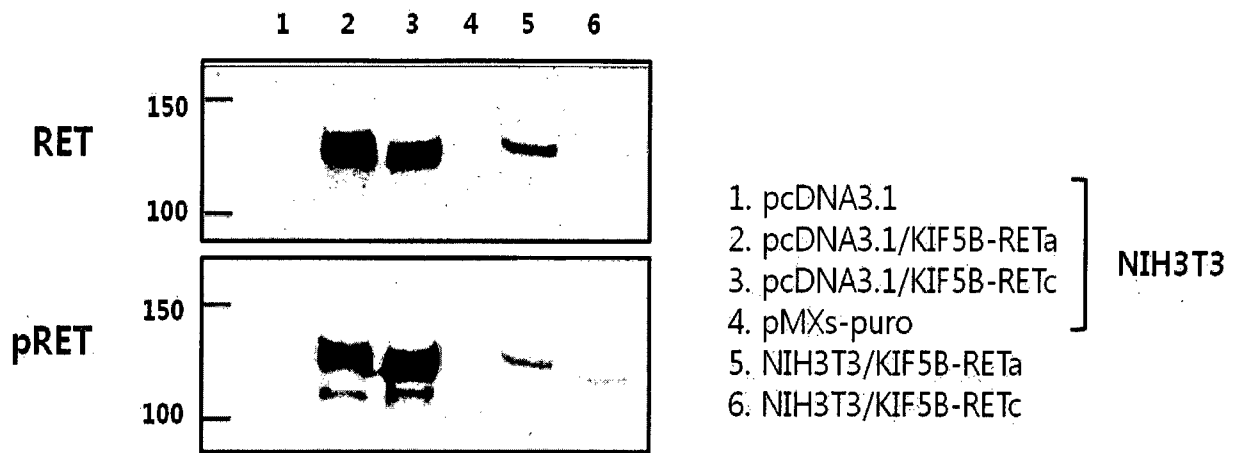 1 2 3 4 5 6
RET
150
100
pRET
150
100
1. pcDNA3.1
2. pcDNA3.1/KIF5B-RETa
3. pcDNA3.1/KIF5B-RETc
4. pMXs-puro
5. NIH3T3/KIF5B-RETa
6. NIH3T3/KIF5B-RETc
NIH3T3